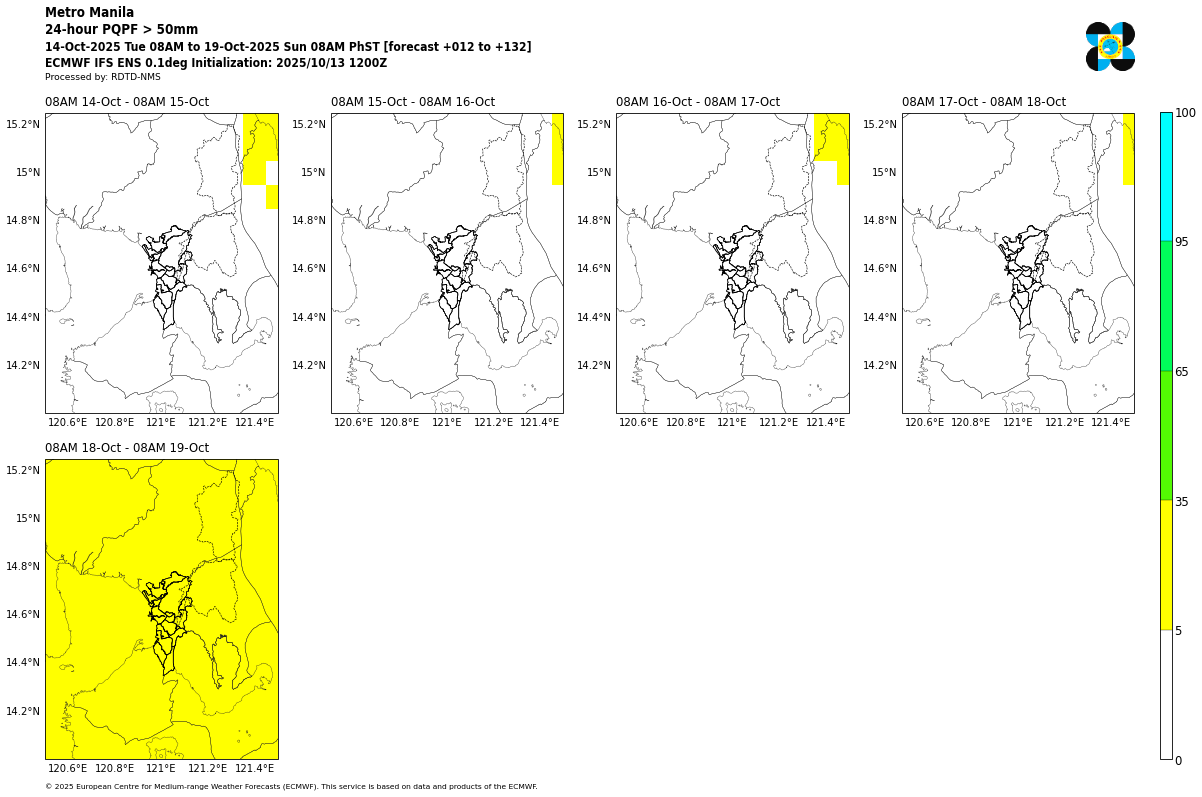 Metro Manila
24-hour PQPF > 50mm
14-Oct-2025 Tue 08AM to 19-Oct-2025 Sun 08AM PhST [forecast +012 to +132]
ECMWF IFS ENS 0.1deg Initialization: 2025/10/13 1200Z
Processed by: RDTD-NMS
08AM 14-Oct - 08AM 15-Oct
15.2°N
15°N
14.8°N
14.6°N
14.4°N
14.2°N
120.6°E 120.8°E 121°E 121.2°E 121.4°E
08AM 15-Oct - 08AM 16-Oct
15.2°N
15°N
14.8°N
14.6°N
14.4°N
14.2°N
120.6°E 120.8°E 121°E 121.2°E 121.4°E
08AM 16-Oct - 08AM 17-Oct
15.2°N
15°N
14.8°N
14.6°N
14.4°N
14.2°N
120.6°E 120.8°E 121°E 121.2°E 121.4°E
08AM 17-Oct - 08AM 18-Oct
15.2°N
15°N
14.8°N
14.6°N
14.4°N
14.2°N
120.6°E 120.8°E 121°E 121.2°E 121.4°E
08AM 18-Oct - 08AM 19-Oct
15.2°N
15°N
14.8°N
14.6°N
14.4°N
14.2°N
120.6°E 120.8°E 121°E 121.2°E 121.4°E
100
95
65
35
5
0
© 2025 European Centre for Medium-range Weather Forecasts (ECMWF). This service is based on data and products of the ECMWF.